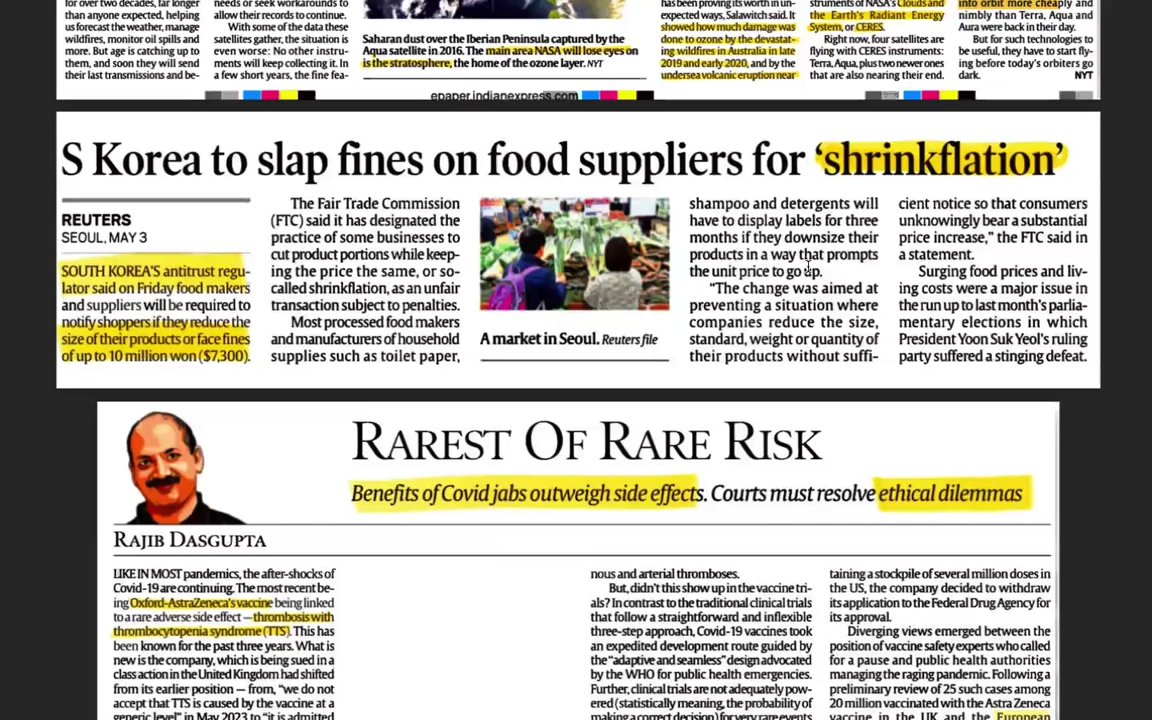 for over two decades, far longer
than anyone expected, helping
us forecast the weather, manage
wildfires, monitor oil spills and
more. But age is catching up to
them, and soon they will send
their last transmissions and be-
needs or seek workarounds to
allow their records to continue.
With some of the data these
satellites gather, the situation is
even worse: No other instru-
ments will keep collecting it. In
a few short years, the fine fea-
Saharan dust over the Iberian Peninsula captured by the
Aqua satellite in 2016. The main area NASA will lose eyes on
is the stratosphere, the home of the ozone layer. NYT
has been proving its worth in un-
expected ways, Salawitch said. It
showed how much damage was
done to ozone by the devastat-
ing wildfires in Australia in late
2019 and early 2020, and by the
undersea volcanic eruption near
struments of NASA's Clouds and
the Earth's Radiant Energy
System, or CERES.
Right now, four satellites are
flying with CERES instruments:
Terra, Aqua, plus two newer ones
that are also nearing their end.
into orbit more cheaply and
nimbly than Terra, Aqua and
Aura were back in their day.
But for such technologies to
be useful, they have to start fly-
ing before today's orbiters go
dark. NYT
epaper.indianexpress.com
S Korea to slap fines on food suppliers for ‘shrinkflation’
REUTERS
SEOUL, MAY 3
SOUTH KOREA'S antitrust regu-
lator said on Friday food makers
and suppliers will be required to
notify shoppers if they reduce the
size of their products or face fines
of up to 10 million won ($7,300).
The Fair Trade Commission
(FTC) said it has designated the
practice of some businesses to
cut product portions while keep-
ing the price the same, or so-
called shrinkflation, as an unfair
transaction subject to penalties.
Most processed food makers
and manufacturers of household
supplies such as toilet paper,
A market in Seoul. Reuters file
shampoo and detergents will
have to display labels for three
months if they downsize their
products in a way that prompts
the unit price to go up.
“The change was aimed at
preventing a situation where
companies reduce the size,
standard, weight or quantity of
their products without suffi-
cient notice so that consumers
unknowingly bear a substantial
price increase,” the FTC said in
a statement.
Surging food prices and liv-
ing costs were a major issue in
the run up to last month's parlia-
mentary elections in which
President Yoon Suk Yeol's ruling
party suffered a stinging defeat.
RAREST OF RARE RISK
Benefits of Covid jabs outweigh side effects. Courts must resolve ethical dilemmas
RAJIB DASGUPTA
LIKE IN MOST pandemics, the after-shocks of
Covid-19 are continuing. The most recent be-
ing Oxford-AstraZeneca's vaccine being linked
to a rare adverse side effect — thrombosis with
thrombocytopenia syndrome (TTS). This has
been known for the past three years. What is
new is the company, which is being sued in a
class action in the United Kingdom had shifted
from its earlier position — from, “we do not
accept that TTS is caused by the vaccine at a
generic level” in May 2023 to “it is admitted
nous and arterial thromboses.
But, didn't this show up in the vaccine tri-
als? In contrast to the traditional clinical trials
that follow a straightforward and inflexible
three-step approach, Covid-19 vaccines took
an expedited development route guided by
the “adaptive and seamless” design advocated
by the WHO for public health emergencies.
Further, clinical trials are not adequately pow-
ered (statistically meaning, the probability of
making a correct decision) for very rare events
taining a stockpile of several million doses in
the US, the company decided to withdraw
its application to the Federal Drug Agency for
its approval.
Diverging views emerged between the
position of vaccine safety experts who called
for a pause and public health authorities
managing the raging pandemic. Following a
preliminary review of 25 such cases among
20 million vaccinated with the Astra Zeneca
vaccine in the UK and the European